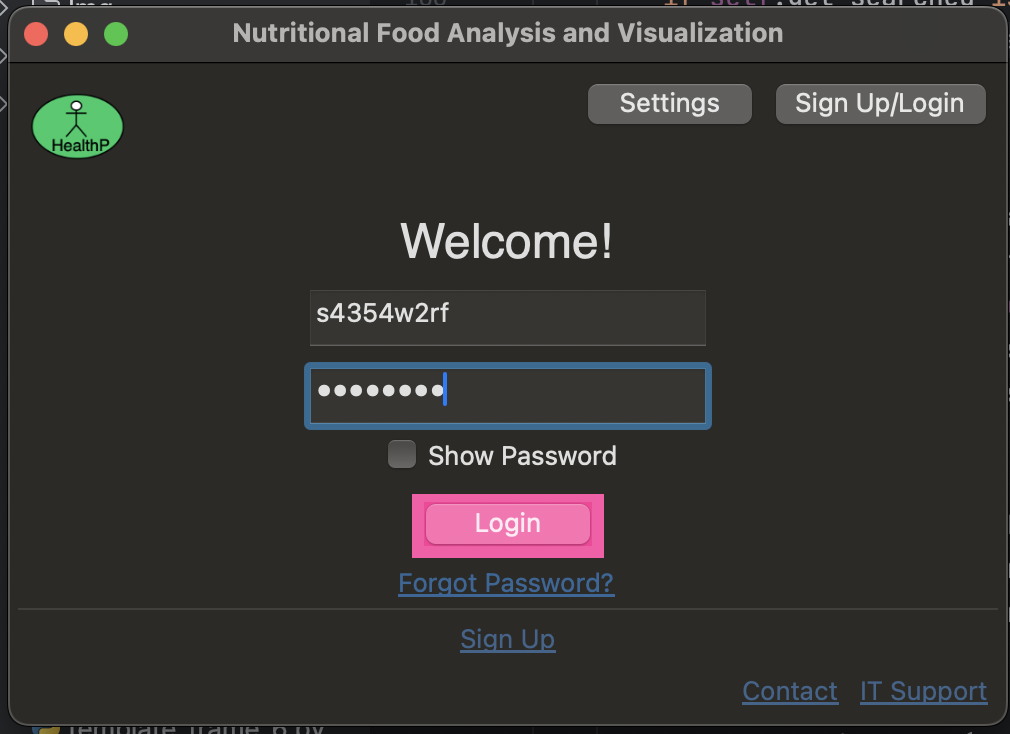 Nutritional Food Analysis and Visualization
Settings
Sign Up/Login
HealthP
Welcome!
s4354w2rf
••••••••
Show Password
Login
Forgot Password?
Sign Up
Contact
IT Support